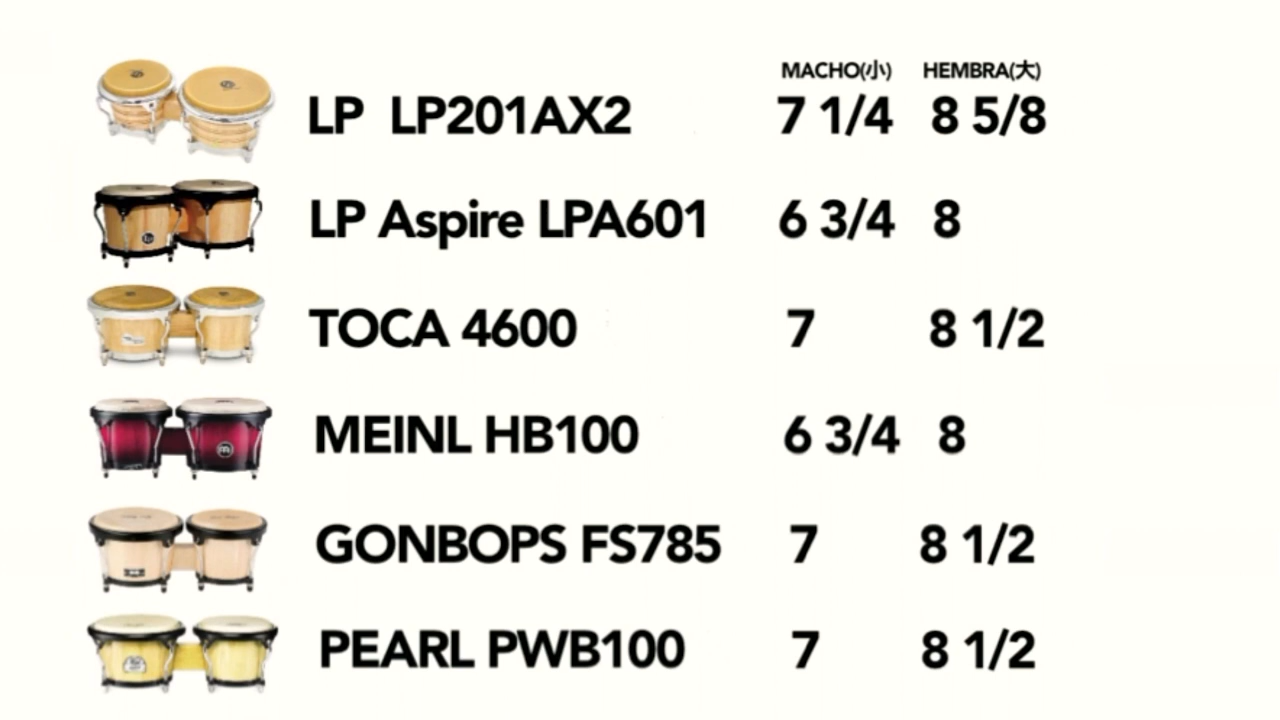 MACHO(小) HEMBRA(大)
LP LP201AX2 7 1/4 8 5/8
LP Aspire LPA601 6 3/4 8
TOCA 4600 7 8 1/2
MEINL HB100 6 3/4 8
GONBOPS FS785 7 8 1/2
PEARL PWB100 7 8 1/2